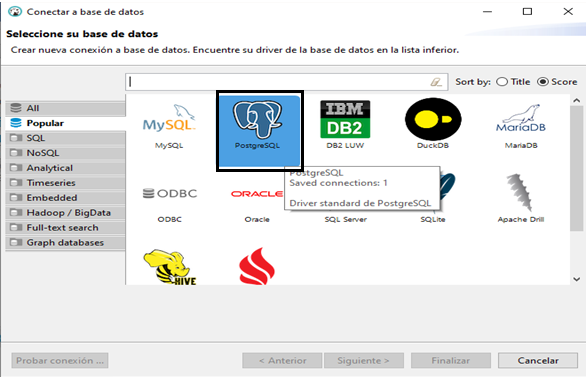 Conectar a base de datos
Seleccione su base de datos
Crear nueva conexión a base de datos. Encuentre su driver de la base de datos en la lista inferior.
Sort by: Title Score
All
Popular
SQL
NoSQL
Analytical
Timeseries
Embedded
Hadoop / BigData
Full-text search
Graph databases
MySQL
MySQL
PostgreSQL
IBM
DB2
DB2 LUW
DuckDB
MariaDB
MariaDB
PostgreSQL
Saved connections: 1
Driver standard de PostgreSQL
ODBC
ODBC
ORACLE
Oracle
SQL Server
SQLite
Apache Drill
HIVE
Probar conexión ...
< Anterior
Siguiente >
Finalizar
Cancelar